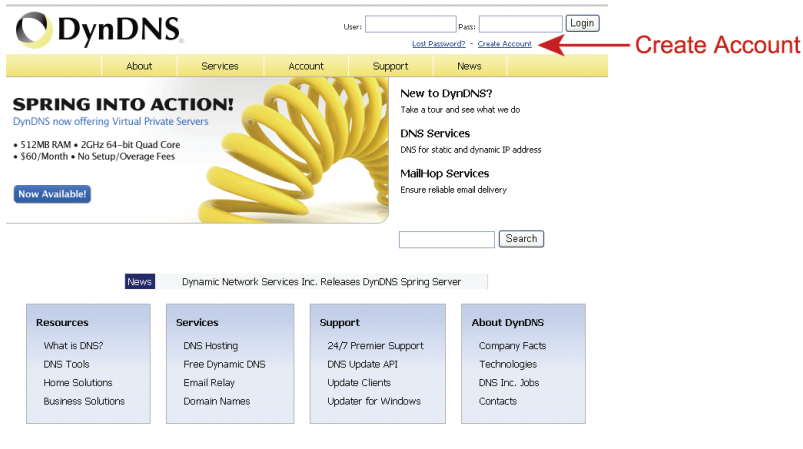 DynDNS
User:
Pass:
Login
Lost Password? - Create Account
Create Account
About Services Account Support News
SPRING INTO ACTION!
DynDNS now offering Virtual Private
Servers
• 512MB RAM • 2GHz 64-bit Quad Core
• $60/Month • No Setup/Overage Fees
Now Available!
New to DynDNS?
Take a tour and see what we do
DNS Services
DNS for static and dynamic IP address
MailHop Services
Ensure reliable email delivery
Search
News Dynamic Network Services Inc. Releases DynDNS Spring Server
Resources
What is DNS?
DNS Tools
Home Solutions
Business Solutions
Services
DNS Hosting
Free Dynamic DNS
Email Relay
Domain Names
Support
24/7 Premier Support
DNS Update API
Update Clients
Updater for Windows
About DynDNS
Company Facts
Technologies
DNS Inc. Jobs
Contacts